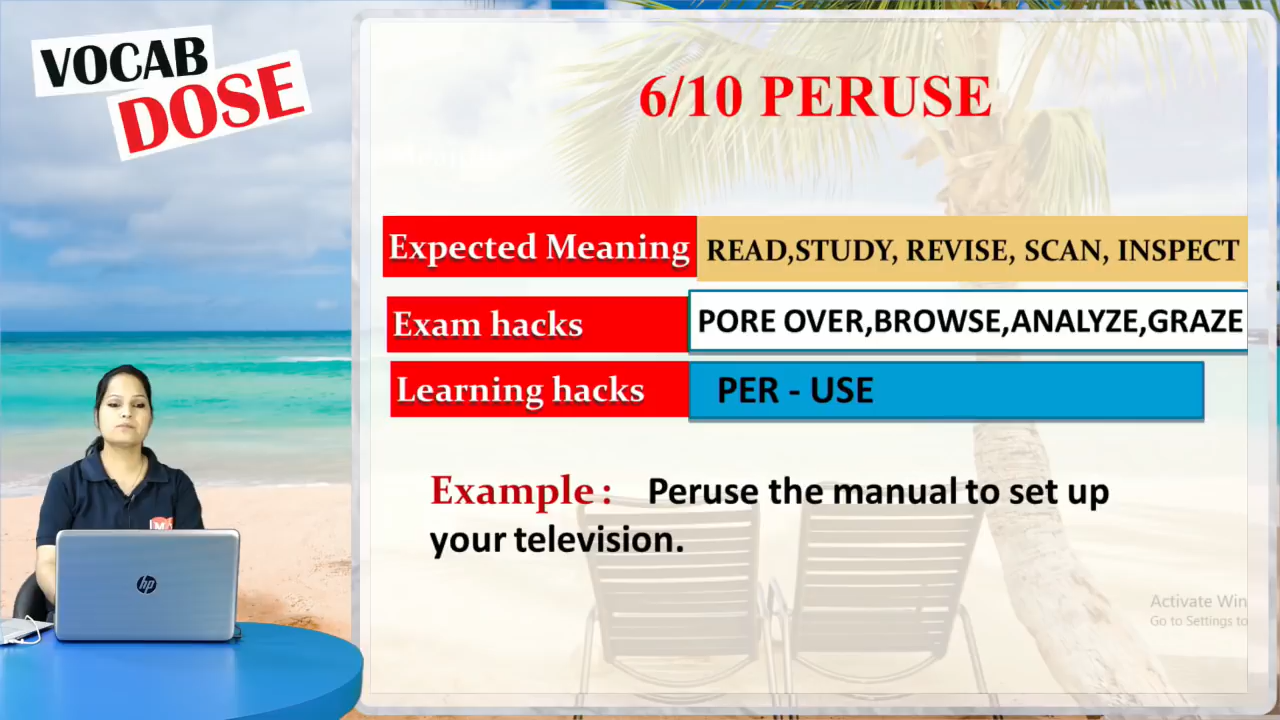 VOCAB
DOSE
6/10 PERUSE
Expected Meaning
READ,STUDY, REVISE, SCAN, INSPECT
Exam hacks
PORE OVER,BROWSE,ANALYZE,GRAZE
Learning hacks
PER - USE
Example : Peruse the manual to set up
your television.
Activate Win
Go to Settings to
hp